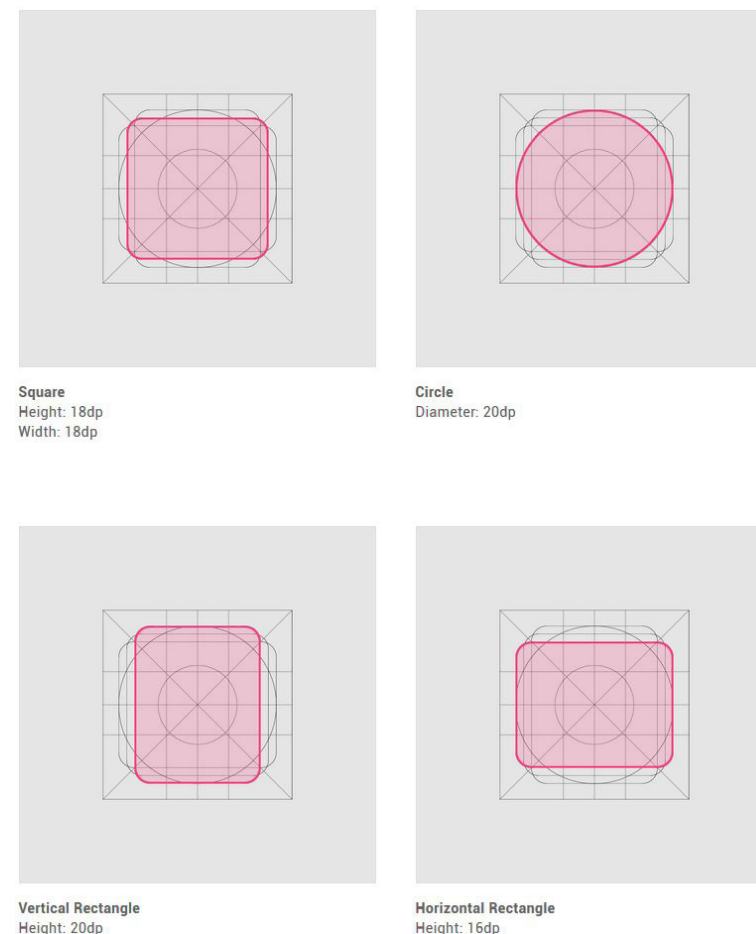 Square
Height: 18dp
Width: 18dp
Circle
Diameter: 20dp
Vertical Rectangle
Height: 20dp
Horizontal Rectangle
Height: 16dp